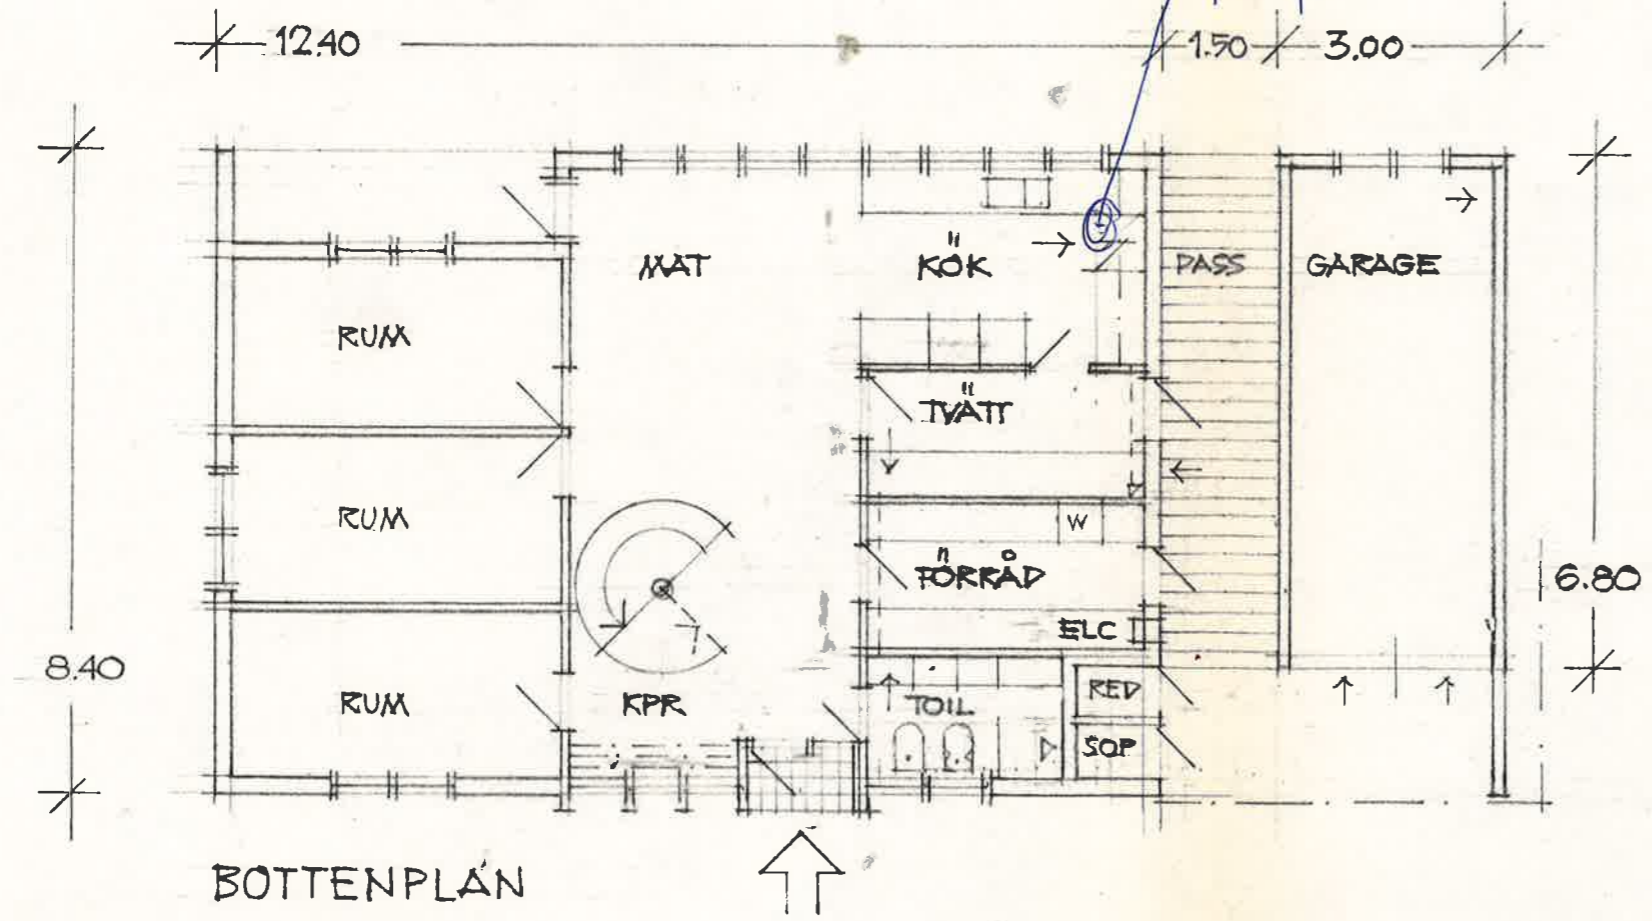 12.40
1.50
3.00
MAT
KÖK
PASS
GARAGE
RUM
TVÄTT
RUM
W
FÖRRÅD
6.80
ELC
8.40
RUM
KPR
TOIL
RED
SOP
BOTTENPLAN